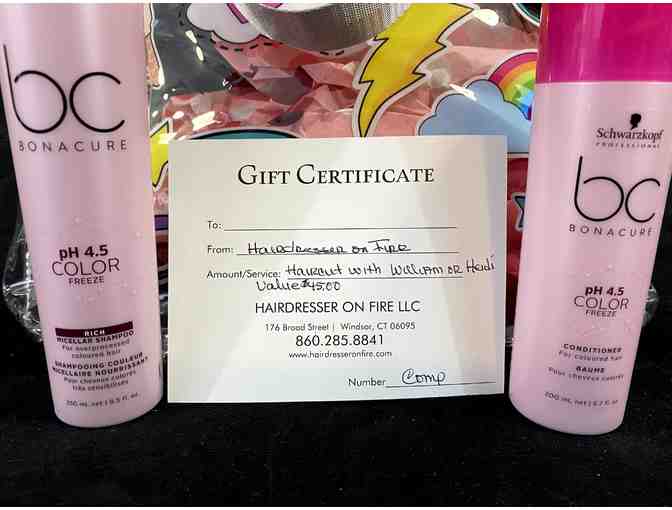 bc
BONACURE
pH 4.5
COLOR
FREEZE
RICH
MICELLAR SHAMPOO
For overprocessed
coloured hair
SHAMPOOING COULEUR
MICELLAIRE NOURRISSANT
Pour cheveux colorés
très sensibilisés
250 mL net | 8.5 fl. oz
GIFT CERTIFICATE
To:
From: Hairdresser on Fire
Amount/Service: Haircut with William or Heidi
Value $45.00
HAIRDRESSER ON FIRE LLC
176 Broad Street | Windsor, CT 06095
860.285.8841
www.hairdresseronfire.com
Number Comp
Schwarzkopf
PROFESSIONAL
bc
BONACURE
pH 4.5
COLOR
FREEZE
CONDITIONER
For coloured hair
BAUME
Pour cheveux colorés
200 mL net | 6.7 fl. oz